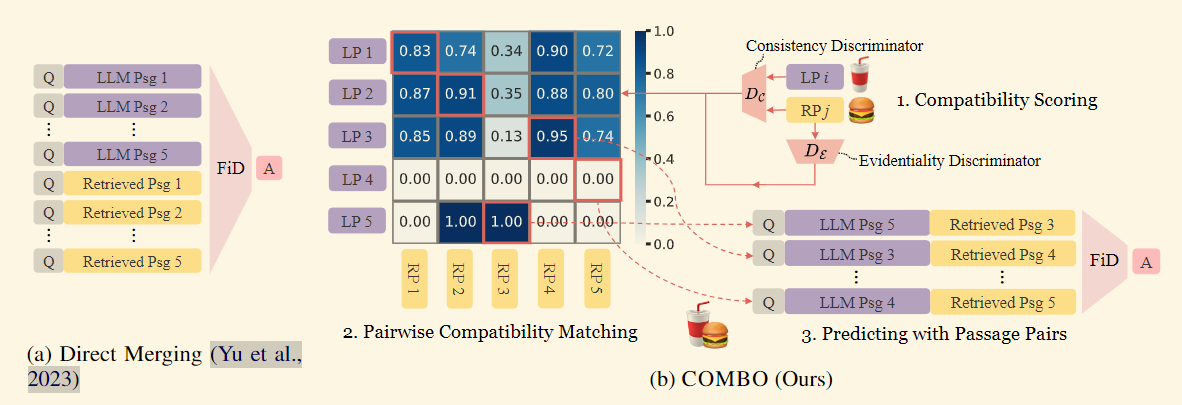 Q LLM Psg 1
Q LLM Psg 2
⋮ ⋮
Q LLM Psg 5
Q Retrieved Psg 1
Q Retrieved Psg 2
⋮ ⋮
Q Retrieved Psg 5
FiD
A
(a) Direct Merging (Yu et al.,
2023)
LP 1 0.83 0.74 0.34 0.90 0.72
LP 2 0.87 0.91 0.35 0.88 0.80
LP 3 0.85 0.89 0.13 0.95 0.74
LP 4 0.00 0.00 0.00 0.00 0.00
LP 5 0.00 1.00 1.00 0.00 0.00
RP 1 RP 2 RP 3 RP 4 RP 5
1.0
0.8
0.6
0.4
0.2
0.0
2. Pairwise Compatibility Matching
Consistency Discriminator
D_C
LP i
RP j
D_E
Evidentiality Discriminator
1. Compatibility Scoring
Q LLM Psg 5 Retrieved Psg 3
Q LLM Psg 3 Retrieved Psg 4
⋮ ⋮
Q LLM Psg 4 Retrieved Psg 5
FiD
A
3. Predicting with Passage Pairs
(b) COMBO (Ours)